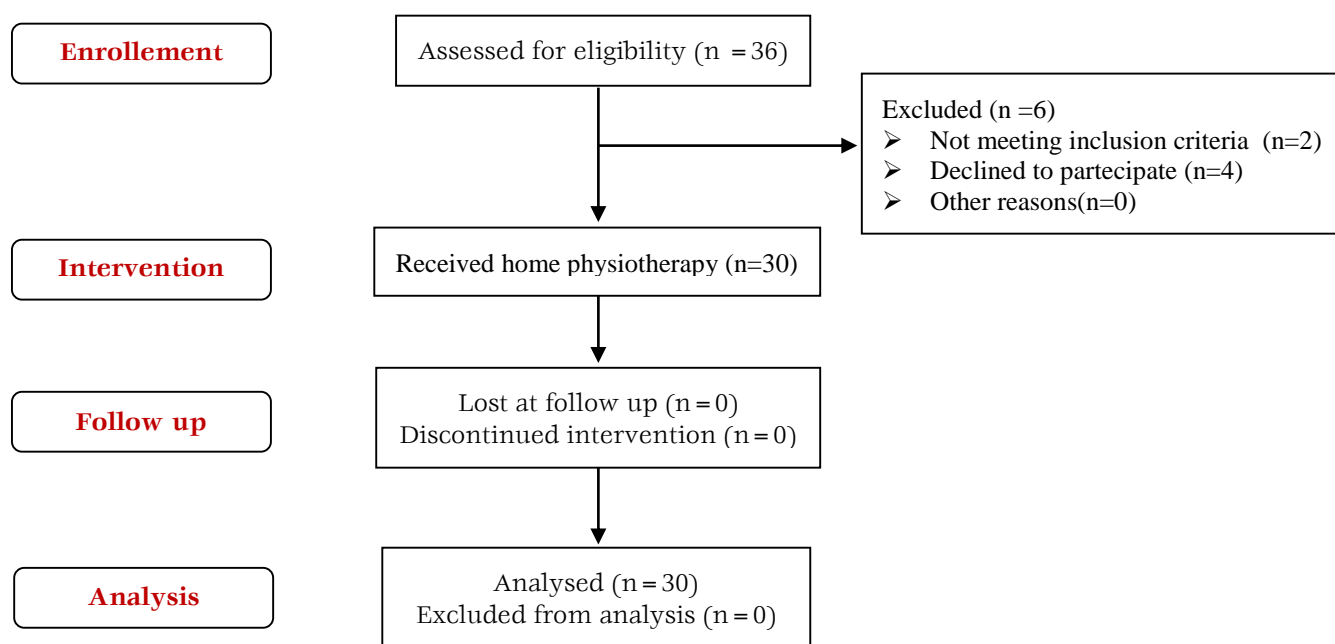 Enrollement
Assessed for eligibility (n = 36)
Excluded (n =6)
➢ Not meeting inclusion criteria (n=2)
➢ Declined to partecipate (n=4)
➢ Other reasons(n=0)
Intervention
Received home physiotherapy (n=30)
Follow up
Lost at follow up (n = 0)
Discontinued intervention (n = 0)
Analysis
Analysed (n = 30)
Excluded from analysis (n = 0)